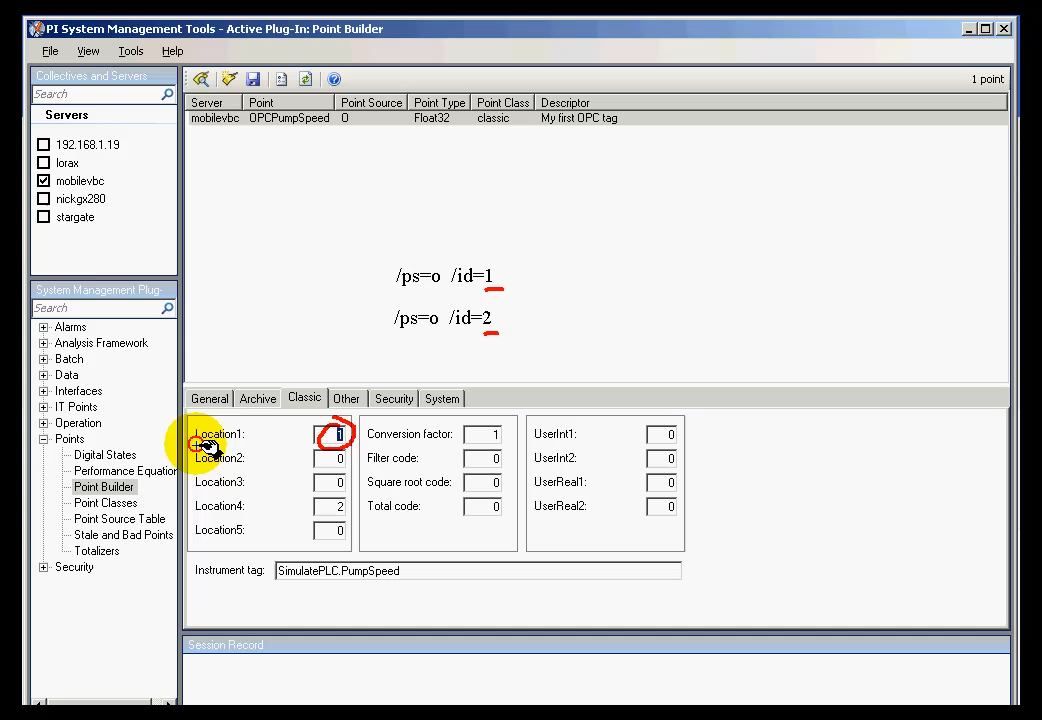 PI System Management Tools - Active Plug-In: Point Builder
File View Tools Help
Collectives and Servers
Search
Servers
192.168.1.19
lorax
mobilevbc
nickgx280
stargate
System Management Plug-
Search
Alarms
Analysis Framework
Batch
Data
Interfaces
IT Points
Operation
Points
Digital States
Performance Equation
Point Builder
Point Classes
Point Source Table
Stale and Bad Points
Totalizers
Security
1 point
Server Point Point Source Point Type Point Class Descriptor
mobilevbc OPCPumpSpeed O Float32 classic My first OPC tag
/ps=o /id=1
/ps=o /id=2
General Archive Classic Other Security System
Location1: 1 Conversion factor: 1 UserInt1: 0
Location2: 0 Filter code: 0 UserInt2: 0
Location3: 0 Square root code: 0 UserReal1: 0
Location4: 2 Total code: 0 UserReal2: 0
Location5: 0
Instrument tag: SimulatePLC.PumpSpeed
Session Record